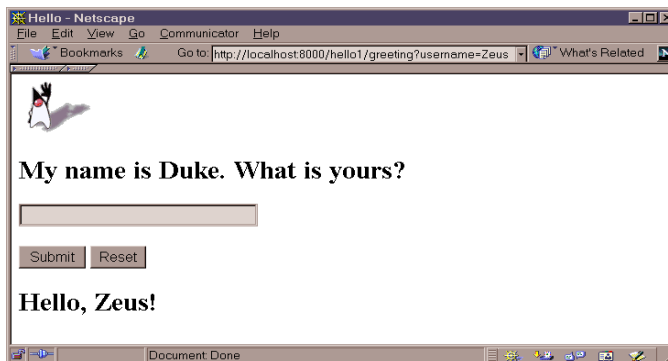 Hello - Netscape
File Edit View Go Communicator Help
Bookmarks Go to: http://localhost:8000/hello1/greeting?username=Zeus What's Related
My name is Duke. What is yours?
Submit Reset
Hello, Zeus!
Document: Done